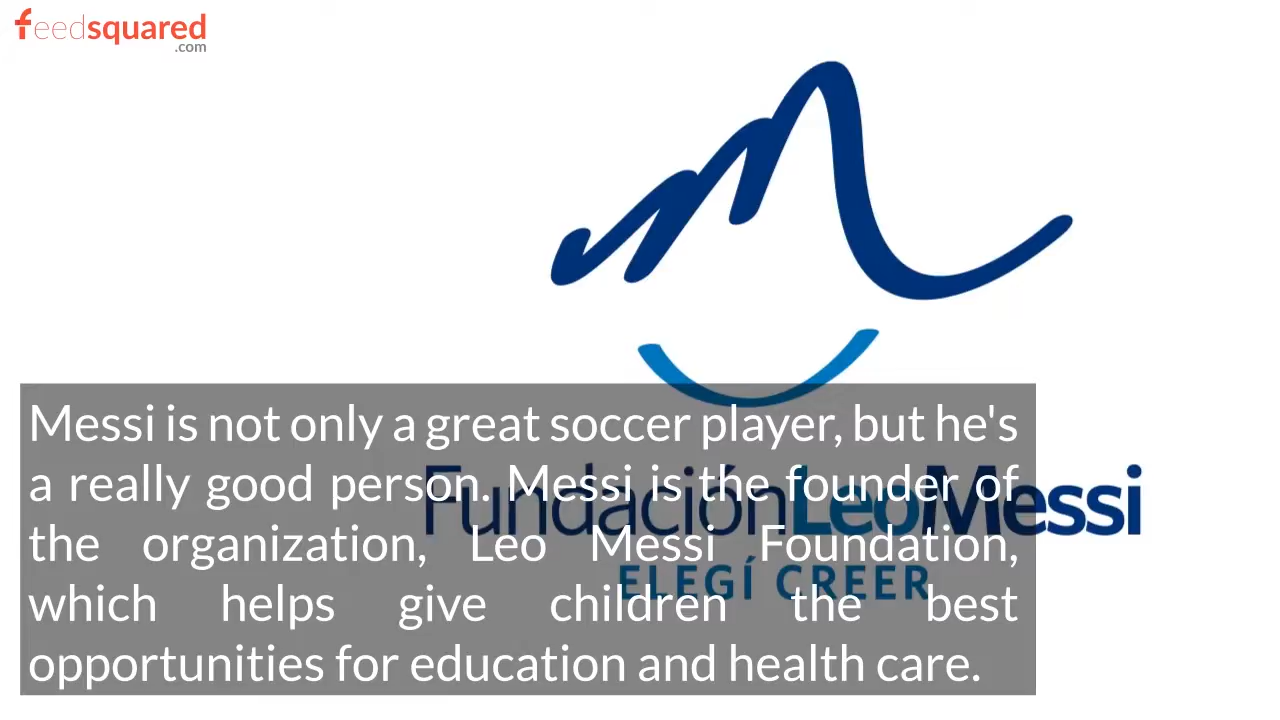 feedsquared
.com
Messi is not only a great soccer player, but he's
a really good person. Messi is the founder of
the organization, Leo Messi Foundation,
which helps give children the best
opportunities for education and health care.
Fundación LeoMessi
ELEGÍ CREER